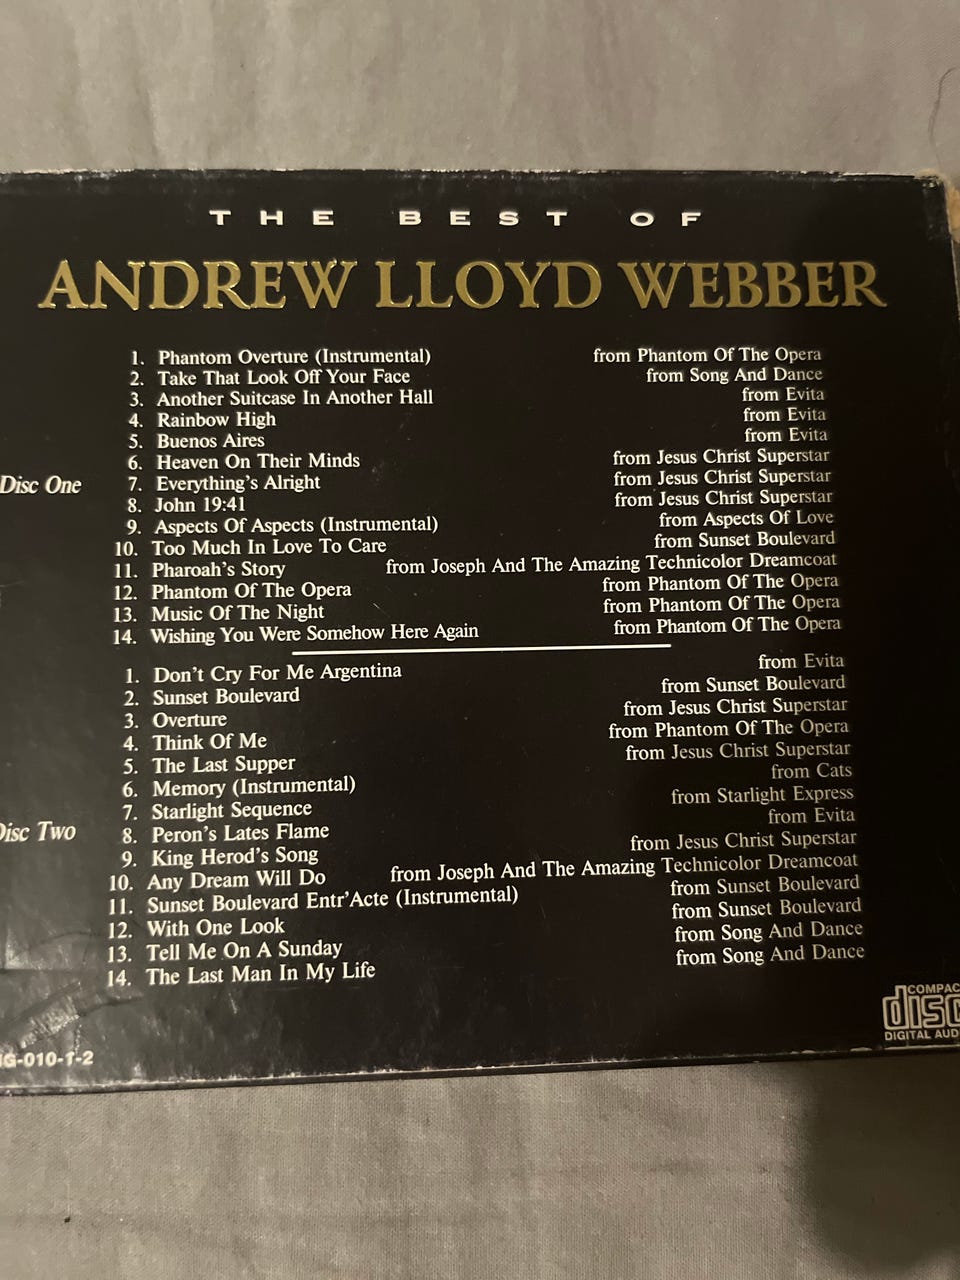 THE BEST OF
ANDREW LLOYD WEBBER
1. Phantom Overture (Instrumental) from Phantom Of The Opera
2. Take That Look Off Your Face from Song And Dance
3. Another Suitcase In Another Hall from Evita
4. Rainbow High from Evita
5. Buenos Aires from Evita
6. Heaven On Their Minds from Jesus Christ Superstar
Disc One 7. Everything's Alright from Jesus Christ Superstar
8. John 19:41 from Jesus Christ Superstar
9. Aspects Of Aspects (Instrumental) from Aspects Of Love
10. Too Much In Love To Care from Sunset Boulevard
11. Pharoah's Story from Joseph And The Amazing Technicolor Dreamcoat
12. Phantom Of The Opera from Phantom Of The Opera
13. Music Of The Night from Phantom Of The Opera
14. Wishing You Were Somehow Here Again from Phantom Of The Opera
1. Don't Cry For Me Argentina from Evita
2. Sunset Boulevard from Sunset Boulevard
3. Overture from Jesus Christ Superstar
4. Think Of Me from Phantom Of The Opera
5. The Last Supper from Jesus Christ Superstar
6. Memory (Instrumental) from Cats
7. Starlight Sequence from Starlight Express
Disc Two 8. Peron's Lates Flame from Evita
9. King Herod's Song from Jesus Christ Superstar
10. Any Dream Will Do from Joseph And The Amazing Technicolor Dreamcoat
11. Sunset Boulevard Entr'Acte (Instrumental) from Sunset Boulevard
12. With One Look from Sunset Boulevard
13. Tell Me On A Sunday from Song And Dance
14. The Last Man In My Life from Song And Dance
COMPAC
disc
DIGITAL AUD
G-010-1-2